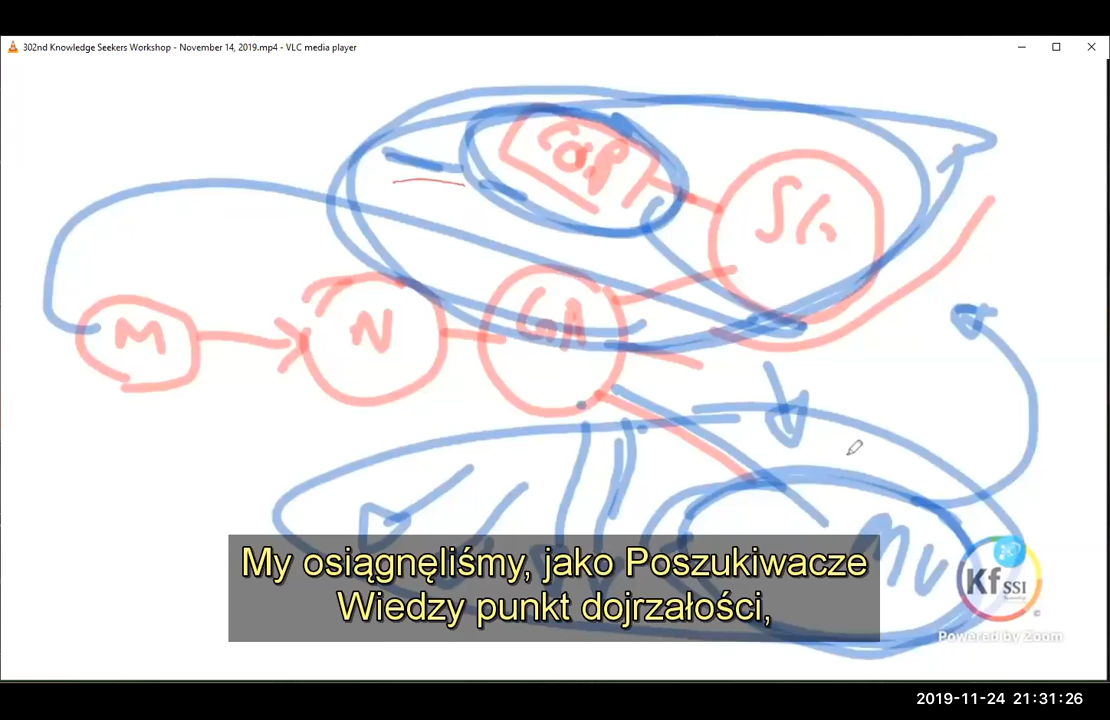 302nd Knowledge Seekers Workshop - November 14, 2019.mp4 - VLC media player
M
N
GA
My osiągnęliśmy, jako Poszukiwacze
Wiedzy punkt dojrzałości,
Kf SSI
©
Powered by Zoom
2019-11-24 21:31:26